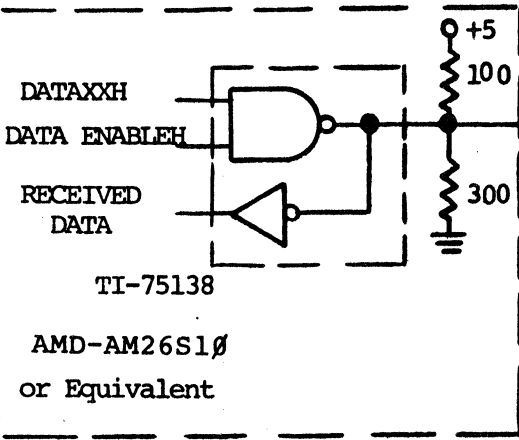 +5
100
DATAXXH
DATA ENABLEH
RECEIVED
DATA
300
TI-75138
AMD-AM26S1Ø
or Equivalent